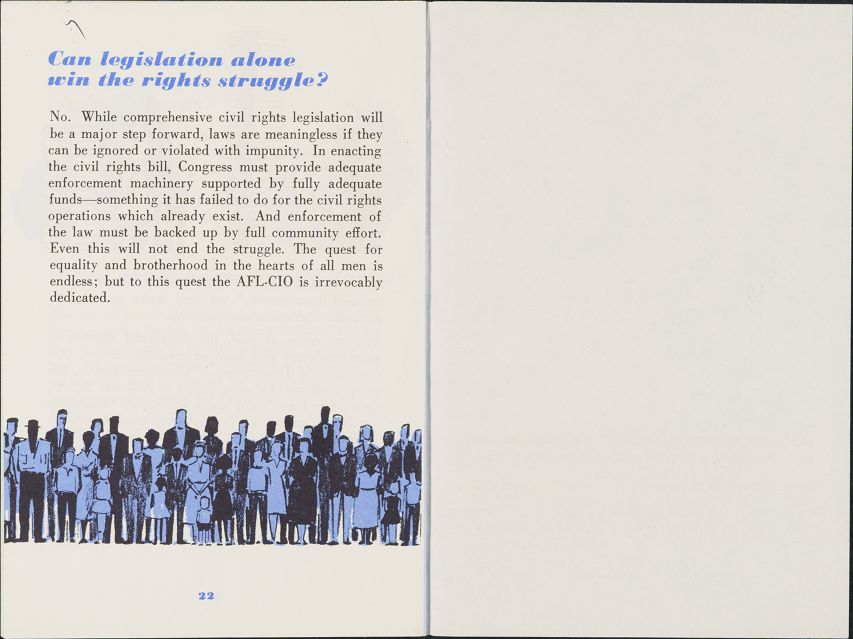 Can legislation alone
win the rights struggle?
No. While comprehensive civil rights legislation will
be a major step forward, laws are meaningless if they
can be ignored or violated with impunity. In enacting
the civil rights bill, Congress must provide adequate
enforcement machinery supported by fully adequate
funds—something it has failed to do for the civil rights
operations which already exist. And enforcement of
the law must be backed up by full community effort.
Even this will not end the struggle. The quest for
equality and brotherhood in the hearts of all men is
endless; but to this quest the AFL-CIO is irrevocably
dedicated.
22